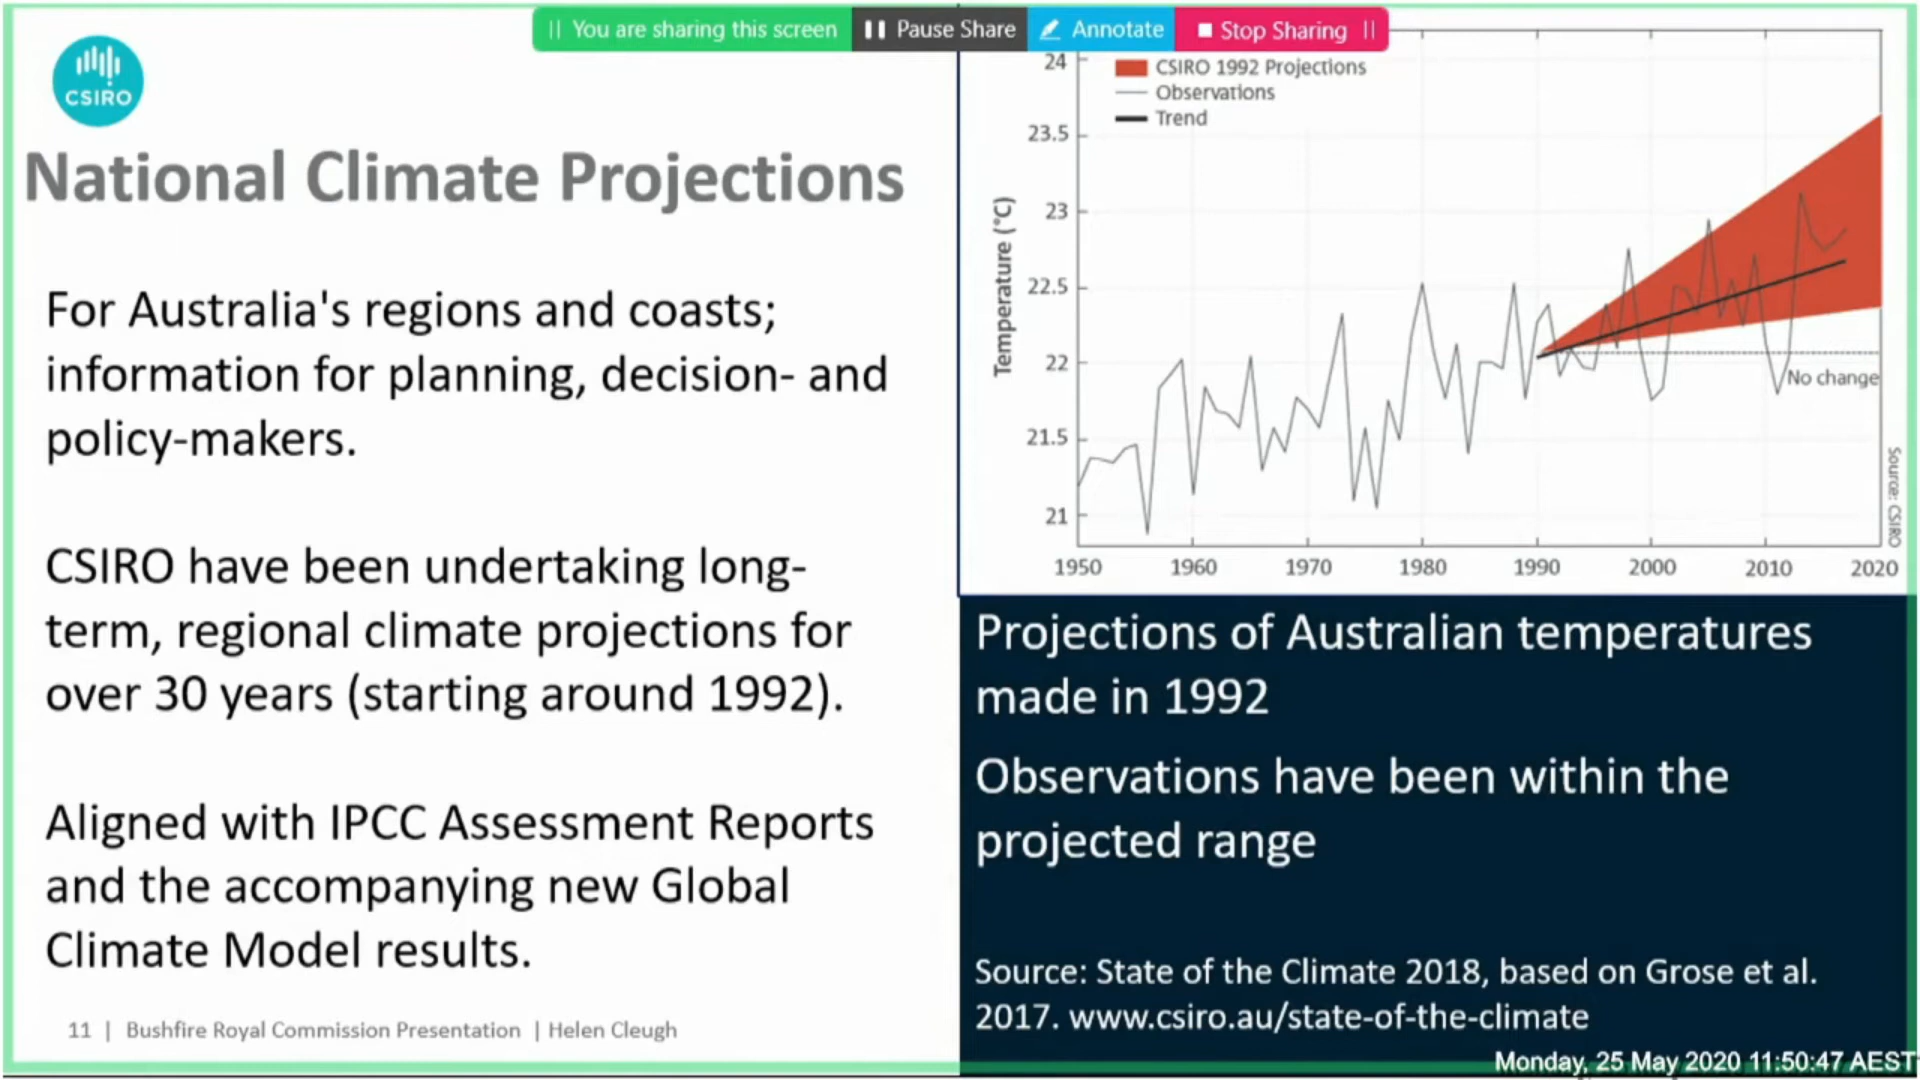 You are sharing this screen
Pause Share
Annotate
Stop Sharing
CSIRO
National Climate Projections
For Australia's regions and coasts;
information for planning, decision- and
policy-makers.
CSIRO have been undertaking long-
term, regional climate projections for
over 30 years (starting around 1992).
Aligned with IPCC Assessment Reports
and the accompanying new Global
Climate Model results.
11 | Bushfire Royal Commission Presentation | Helen Cleugh
CSIRO 1992 Projections
Observations
Trend
Temperature (°C)
24
23.5
23
22.5
22
21.5
21
No change
Source: CSIRO
1950 1960 1970 1980 1990 2000 2010 2020
Projections of Australian temperatures
made in 1992
Observations have been within the
projected range
Source: State of the Climate 2018, based on Grose et al.
2017. www.csiro.au/state-of-the-climate
Monday, 25 May 2020 11:50:47 AEST